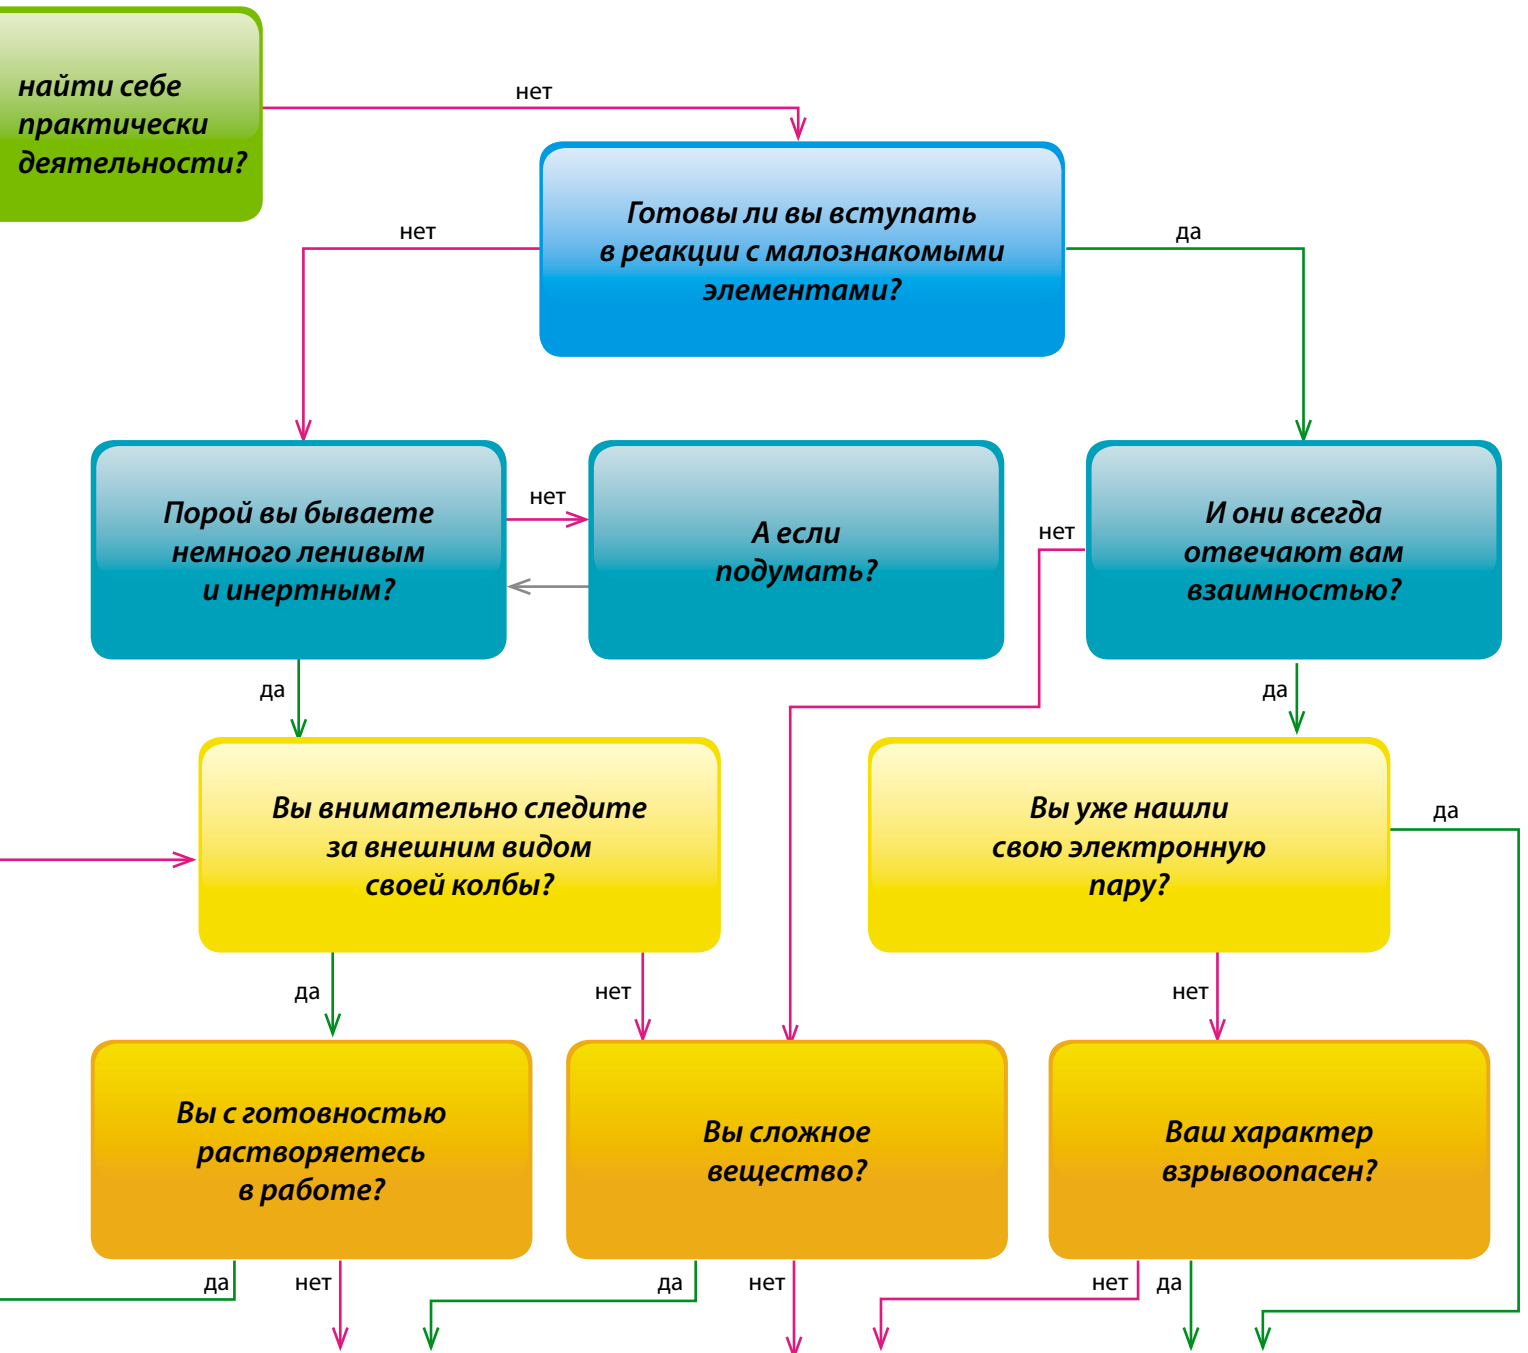 найти себе
практически
деятельности?
нет
Готовы ли вы вступать
в реакции с малознакомыми
элементами?
нет
да
Порой вы бываете
немного ленивым
и инертным?
нет
А если
подумать?
нет
И они всегда
отвечают вам
взаимностью?
да
да
Вы внимательно следите
за внешним видом
своей колбы?
Вы уже нашли
свою электронную
пару?
да
да
нет
нет
Вы с готовностью
растворяетесь
в работе?
Вы сложное
вещество?
Ваш характер
взрывоопасен?
да
нет
да
нет
нет
да